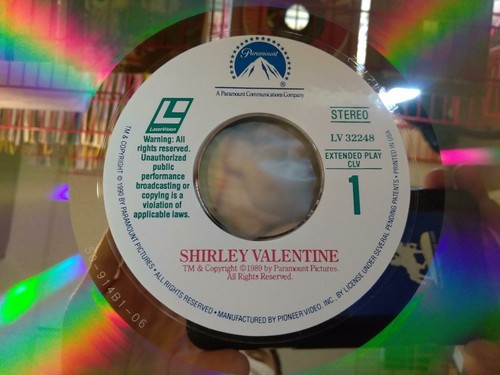 Paramount
A Paramount Communications Company
LASERVISION
Warning: All
rights reserved.
Unauthorized
public
performance
broadcasting or
copying is a
violation of
applicable laws.
STEREO
LV 32248
EXTENDED PLAY
CLV
1
SHIRLEY VALENTINE
TM & Copyright ©1989 by Paramount Pictures.
All Rights Reserved.
TM & COPYRIGHT © 1990 BY PARAMOUNT PICTURES • ALL RIGHTS RESERVED • MANUFACTURED BY PIONEER VIDEO, INC. BY LICENSE UNDER SEVERAL PENDING PATENTS • PRINTED IN USA